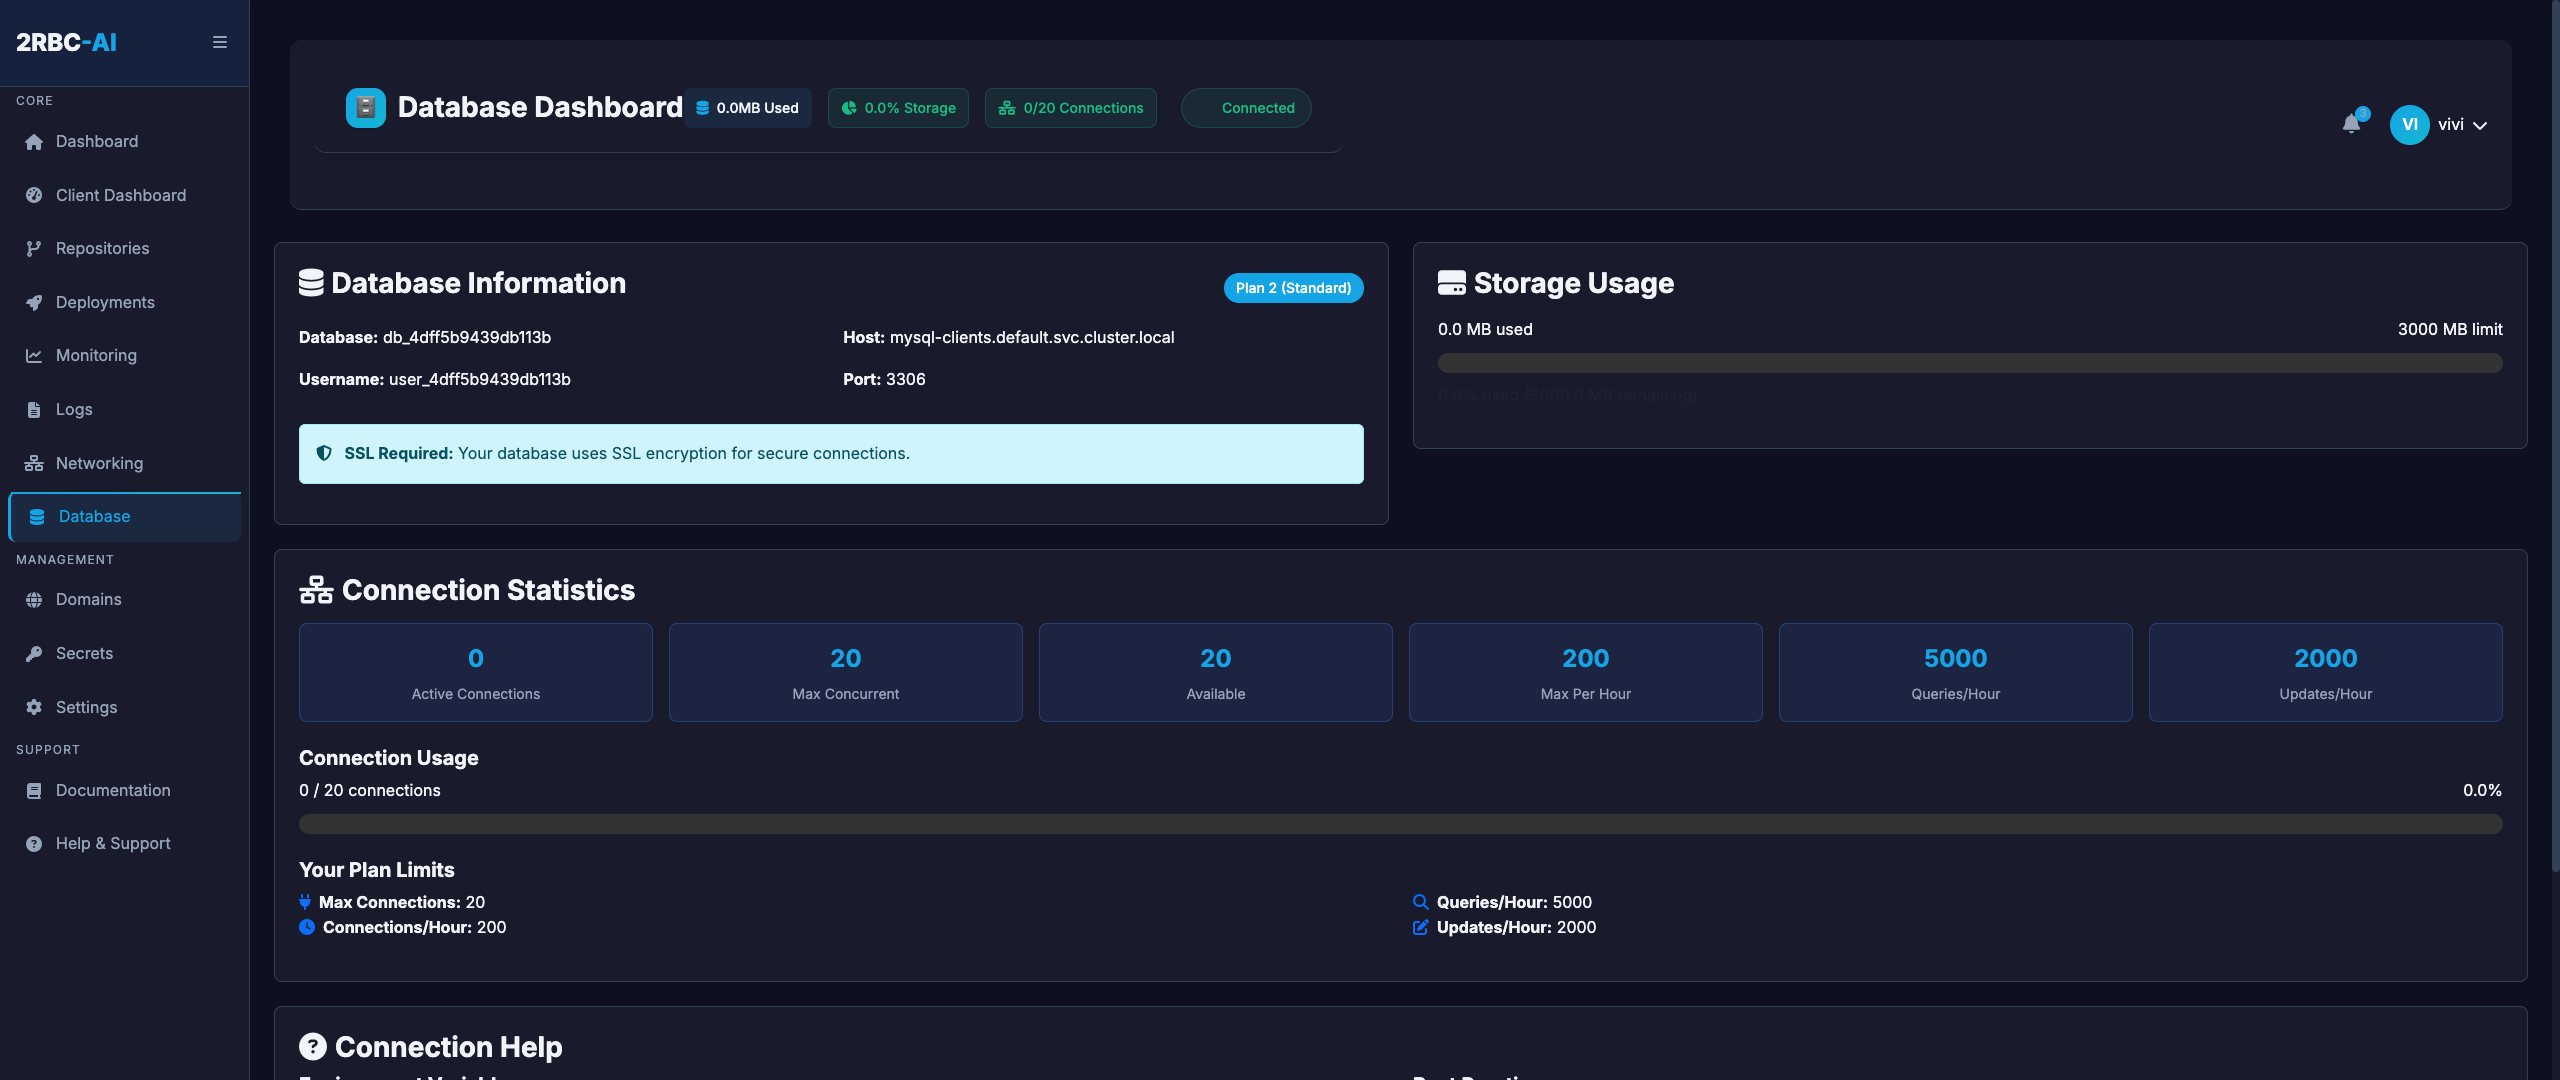 2RBC-AI
CORE
Dashboard
Client Dashboard
Repositories
Deployments
Monitoring
Logs
Networking
Database
MANAGEMENT
Domains
Secrets
Settings
SUPPORT
Documentation
Help & Support
Database Dashboard
0.0MB Used
0.0% Storage
0/20 Connections
Connected
3
VI
vivi
Database Information
Plan 2 (Standard)
Database: db_4dff5b9439db113b
Host: mysql-clients.default.svc.cluster.local
Username: user_4dff5b9439db113b
Port: 3306
SSL Required: Your database uses SSL encryption for secure connections.
Storage Usage
0.0 MB used
3000 MB limit
0.0% used (3000.0 MB remaining)
Connection Statistics
0
Active Connections
20
Max Concurrent
20
Available
200
Max Per Hour
5000
Queries/Hour
2000
Updates/Hour
Connection Usage
0 / 20 connections
0.0%
Your Plan Limits
Max Connections: 20
Connections/Hour: 200
Queries/Hour: 5000
Updates/Hour: 2000
Connection Help